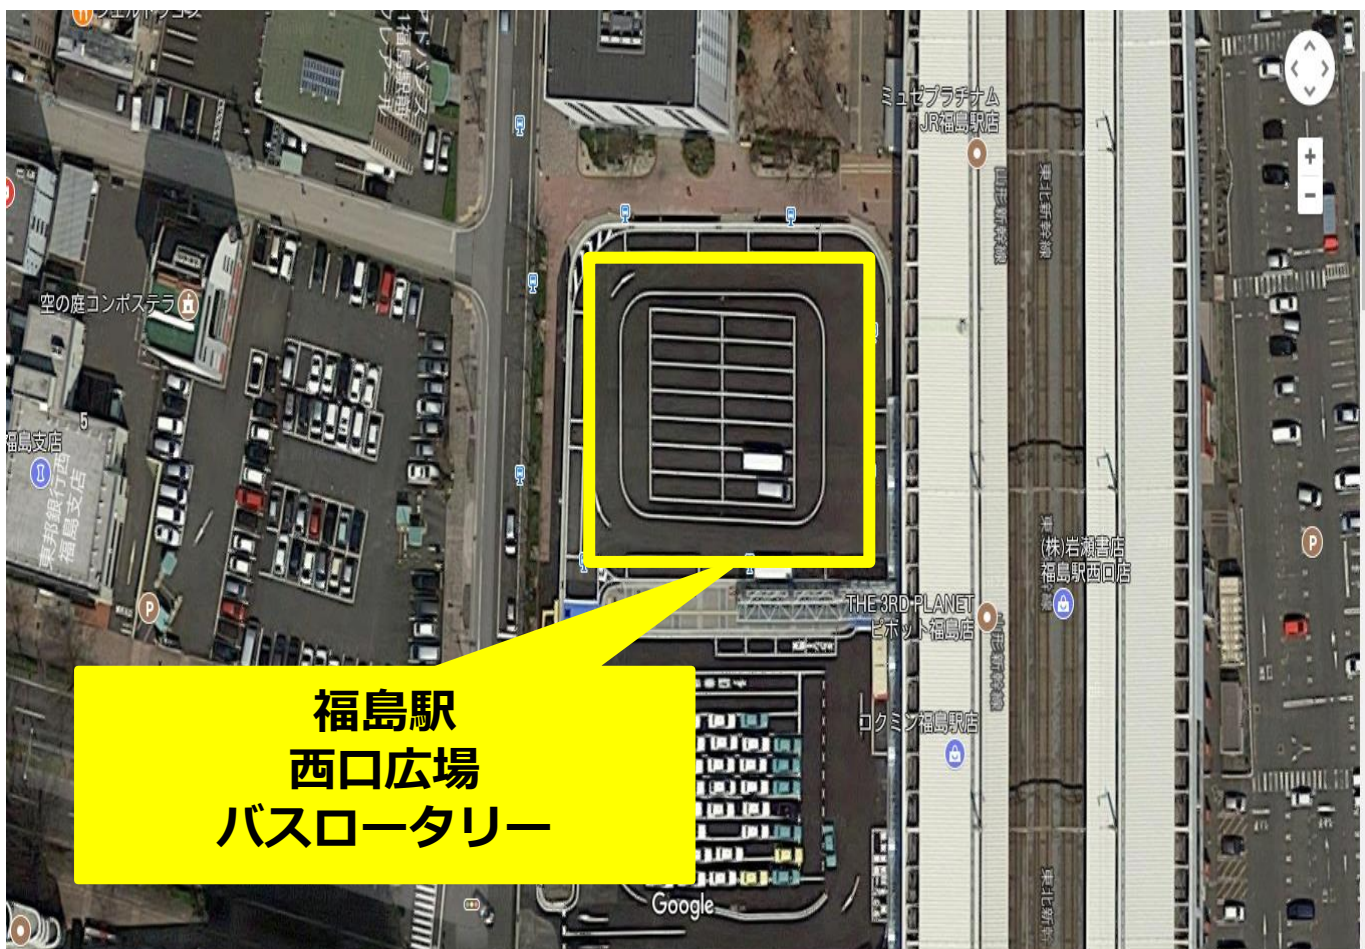 ミュゼプラチナム
JR福島駅店
山形新幹線
東北新幹線
空の庭コンポステラ
5
福島支店
東邦銀行西
福島支店
(株)岩瀬書店
福島駅西口店
P
P
THE 3RD PLANET
ピボット福島店
コクミン福島駅店
福島駅
西口広場
バスロータリー
東北新幹線
Google